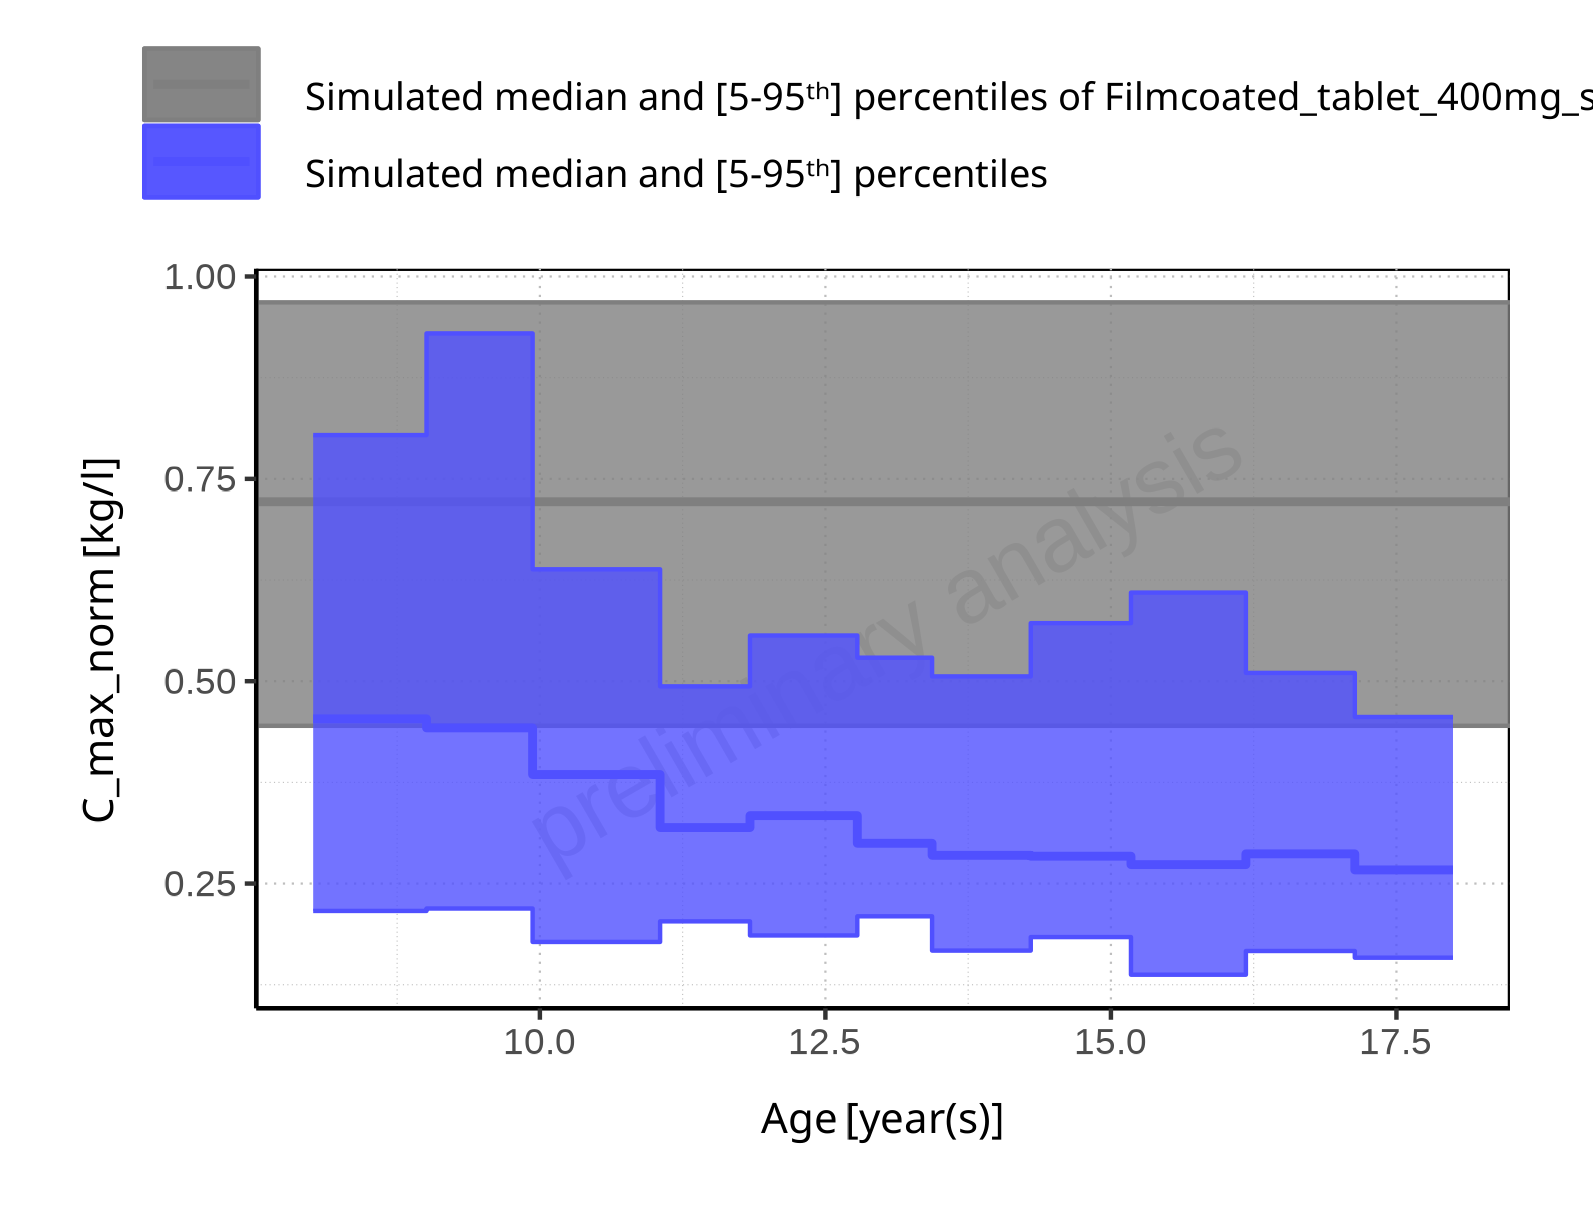 Simulated median and [5-95th] percentiles of Filmcoated_tablet_400mg_s
Simulated median and [5-95th] percentiles
1.00
0.75
0.50
0.25
C_max_norm [kg/l]
preliminary analysis
10.0 12.5 15.0 17.5
Age [year(s)]